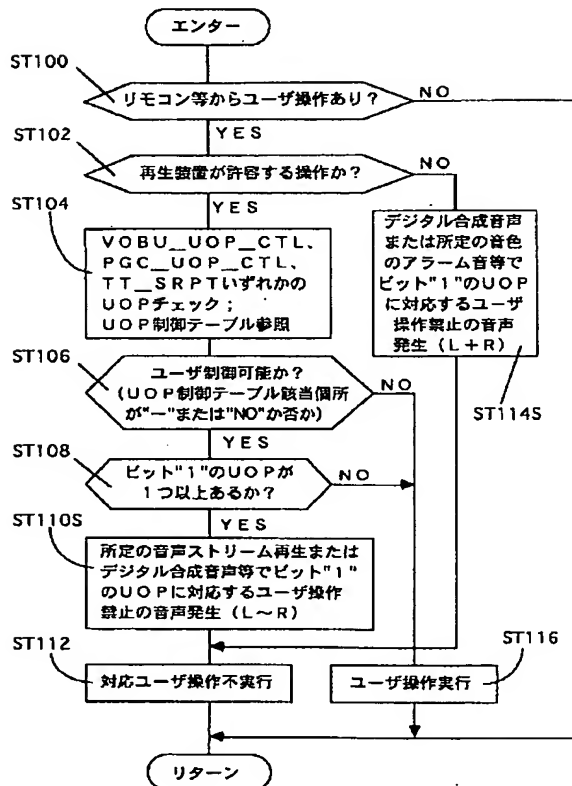 エンター
ST100
リモコン等からユーザ操作あり?
NO
YES
ST102
再生装置が許容する操作か?
NO
YES
ST104
VOBU_UOP_CTL、
PGC_UOP_CTL、
TT_SRPTいずれかの
UOPチェック;
UOP制御テーブル参照
デジタル合成音声
または所定の音色
のアラーム音等で
ビット"1"のUOP
に対応するユーザ
操作禁止の音声
発生(L+R)
ST114S
ST106
ユーザ制御可能か?
(UOP制御テーブル該当個所
が"ー"または"NO"か否か)
NO
YES
ST108
ビット"1"のUOPが
1つ以上あるか?
NO
YES
ST110S
所定の音声ストリーム再生または
デジタル合成音声等でビット"1"
のUOPに対応するユーザ操作
禁止の音声発生(L~R)
ST112
対応ユーザ操作不実行
ST116
ユーザ操作実行
リターン